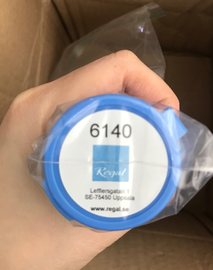 6140
Regal
Lefflersgatan 1
SE-75450 Uppsala
www.regal.se